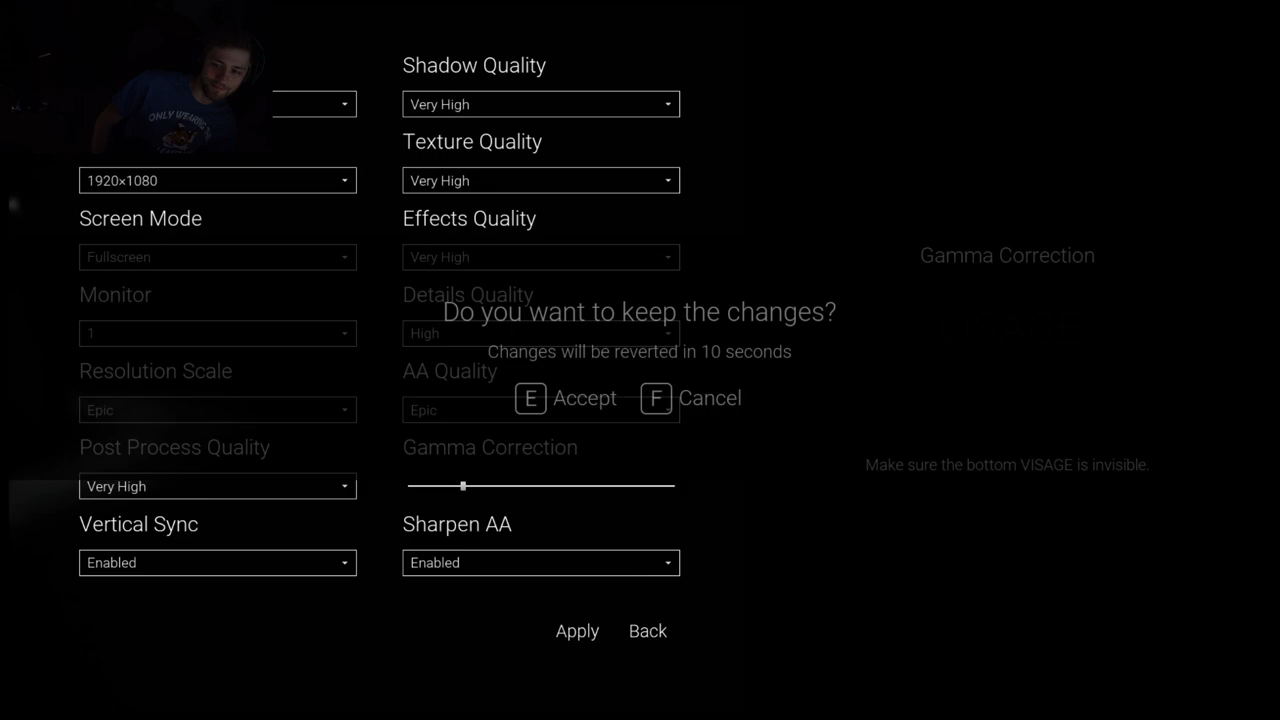 ONLY WEARING
1920×1080
Screen Mode
Fullscreen
Monitor
1
Resolution Scale
Epic
Post Process Quality
Very High
Vertical Sync
Enabled
Shadow Quality
Very High
Texture Quality
Very High
Effects Quality
Very High
Details Quality
High
AA Quality
Epic
Gamma Correction
Sharpen AA
Enabled
Do you want to keep the changes?
Changes will be reverted in 10 seconds
E Accept F Cancel
Apply Back
Gamma Correction
Make sure the bottom VISAGE is invisible.